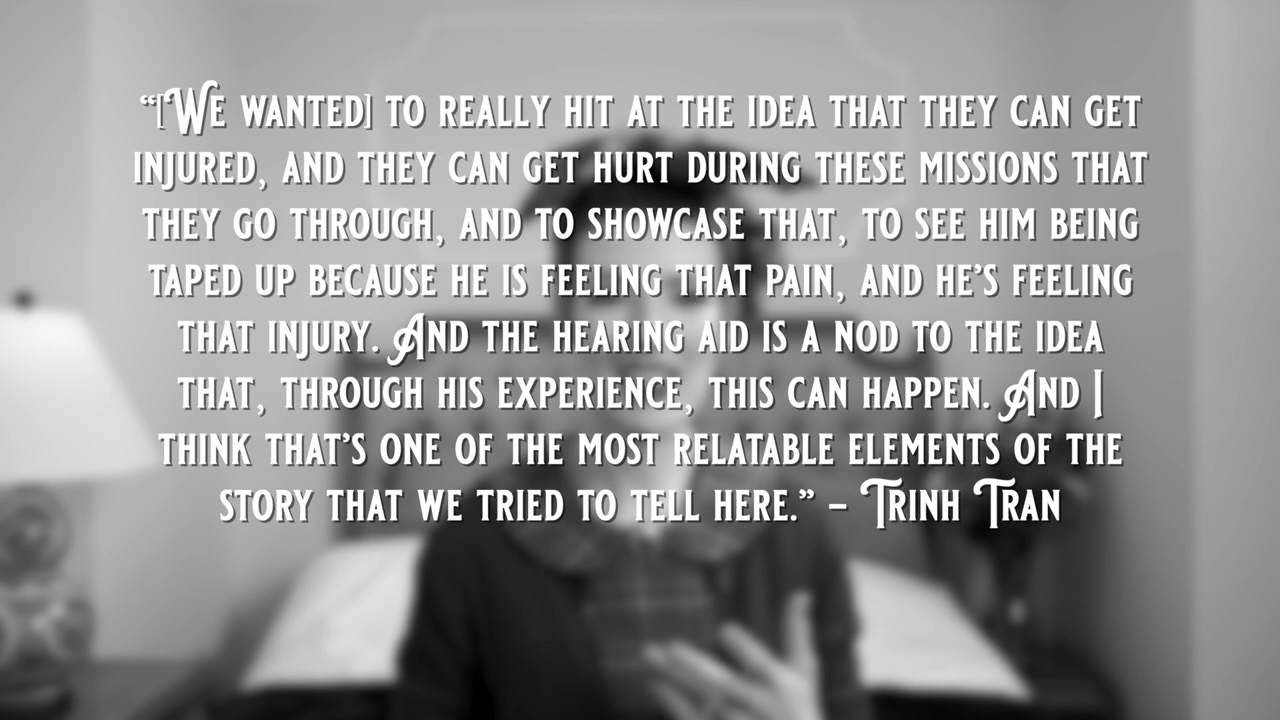 “[We wanted] to really hit at the idea that they can get
injured, and they can get hurt during these missions that
they go through, and to showcase that, to see him being
taped up because he is feeling that pain, and he’s feeling
that injury. And the hearing aid is a nod to the idea
that, through his experience, this can happen. And I
think that’s one of the most relatable elements of the
story that we tried to tell here.” – Trinh Tran